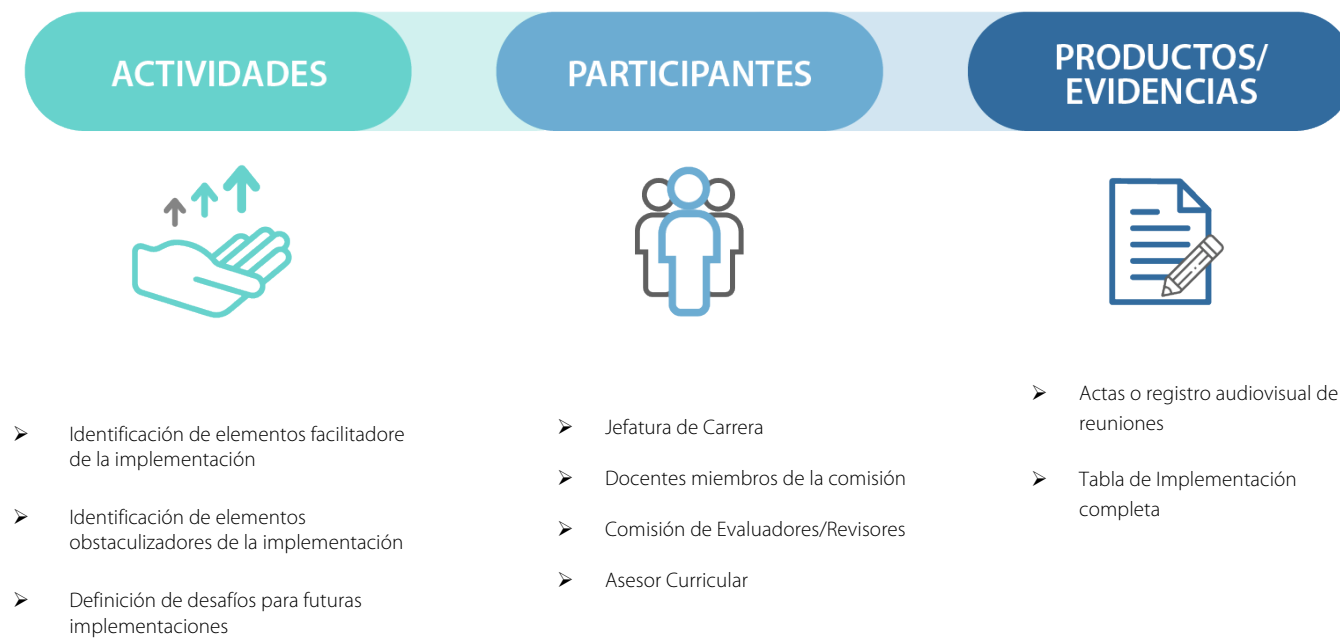 ACTIVIDADES
➤ Identificación de elementos facilitadore
de la implementación
➤ Identificación de elementos
obstaculizadores de la implementación
➤ Definición de desafíos para futuras
implementaciones
PARTICIPANTES
➤ Jefatura de Carrera
➤ Docentes miembros de la comisión
➤ Comisión de Evaluadores/Revisores
➤ Asesor Curricular
PRODUCTOS/
EVIDENCIAS
➤ Actas o registro audiovisual de
reuniones
➤ Tabla de Implementación
completa